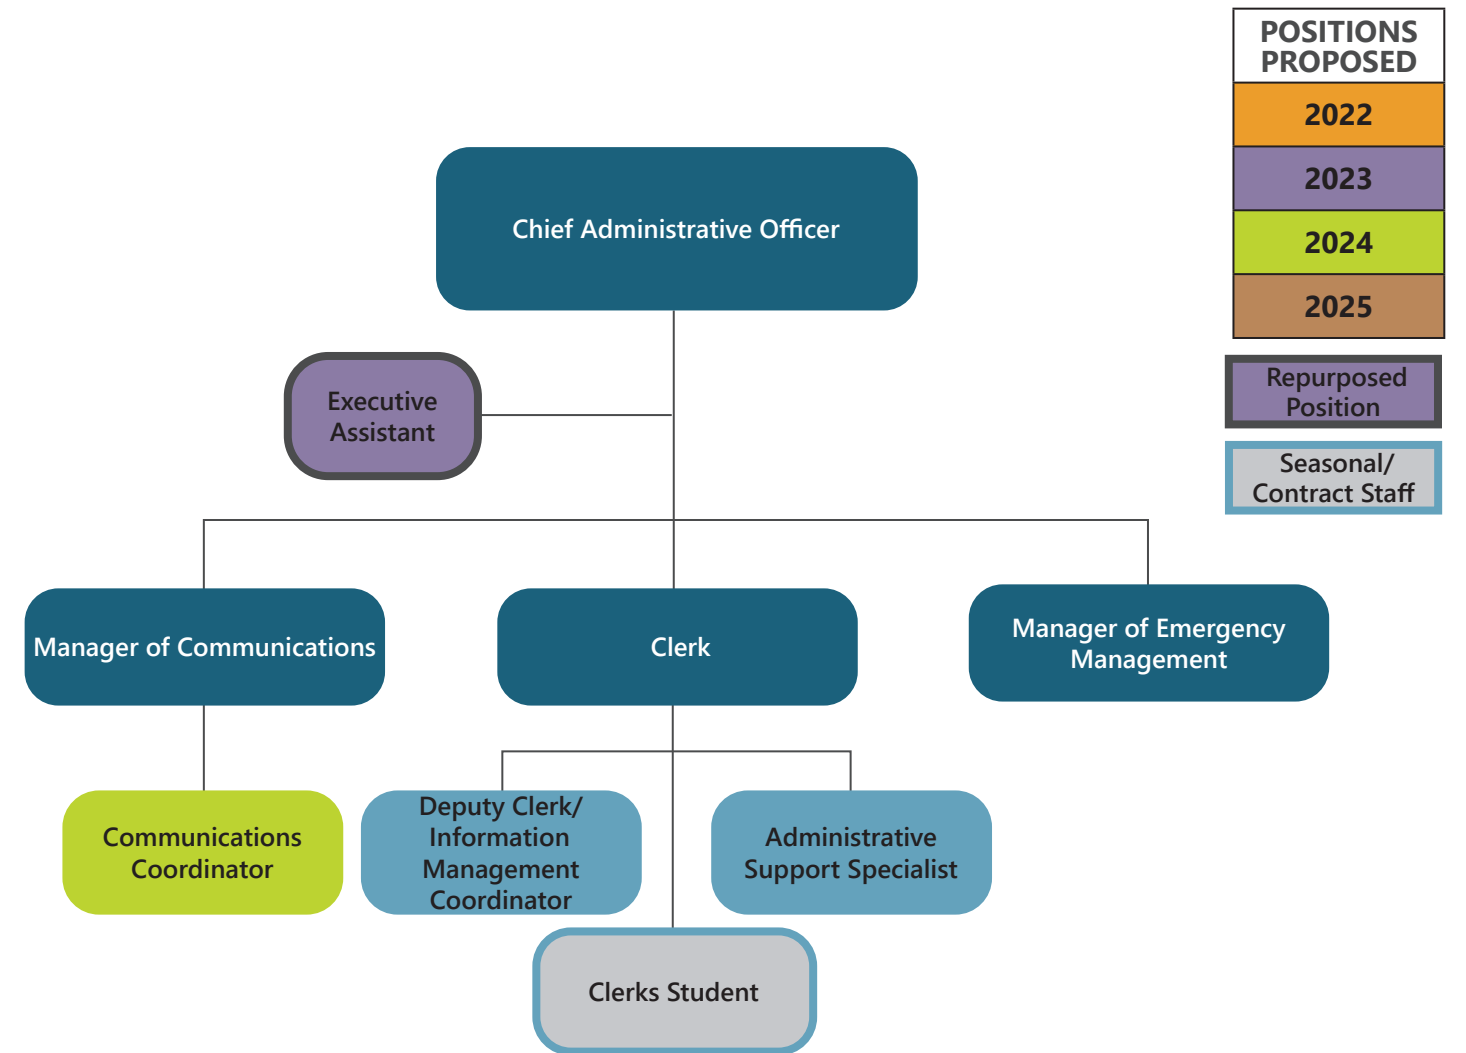 POSITIONS
PROPOSED
2022
2023
2024
2025
Repurposed
Position
Seasonal/
Contract Staff
Chief Administrative Officer
Executive
Assistant
Manager of Communications
Clerk
Manager of Emergency
Management
Communications
Coordinator
Deputy Clerk/
Information
Management
Coordinator
Administrative
Support Specialist
Clerks Student